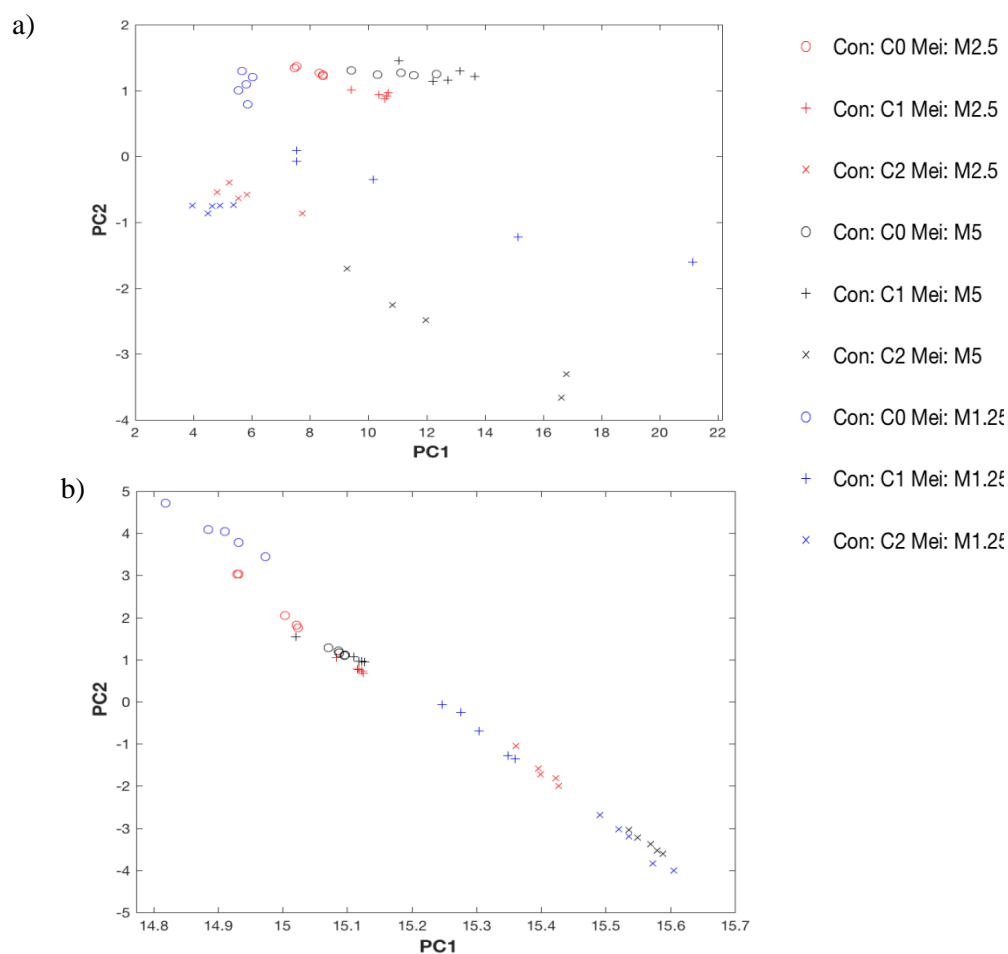 a)
2
1
0
-1
-2
-3
-4
PC2
2 4 6 8 10 12 14 16 18 20 22
PC1
b)
5
4
3
2
1
0
-1
-2
-3
-4
-5
PC2
14.8 14.9 15 15.1 15.2 15.3 15.4 15.5 15.6 15.7
PC1
Con: C0 Mei: M2.5
Con: C1 Mei: M2.5
Con: C2 Mei: M2.5
Con: C0 Mei: M5
Con: C1 Mei: M5
Con: C2 Mei: M5
Con: C0 Mei: M1.25
Con: C1 Mei: M1.25
Con: C2 Mei: M1.25